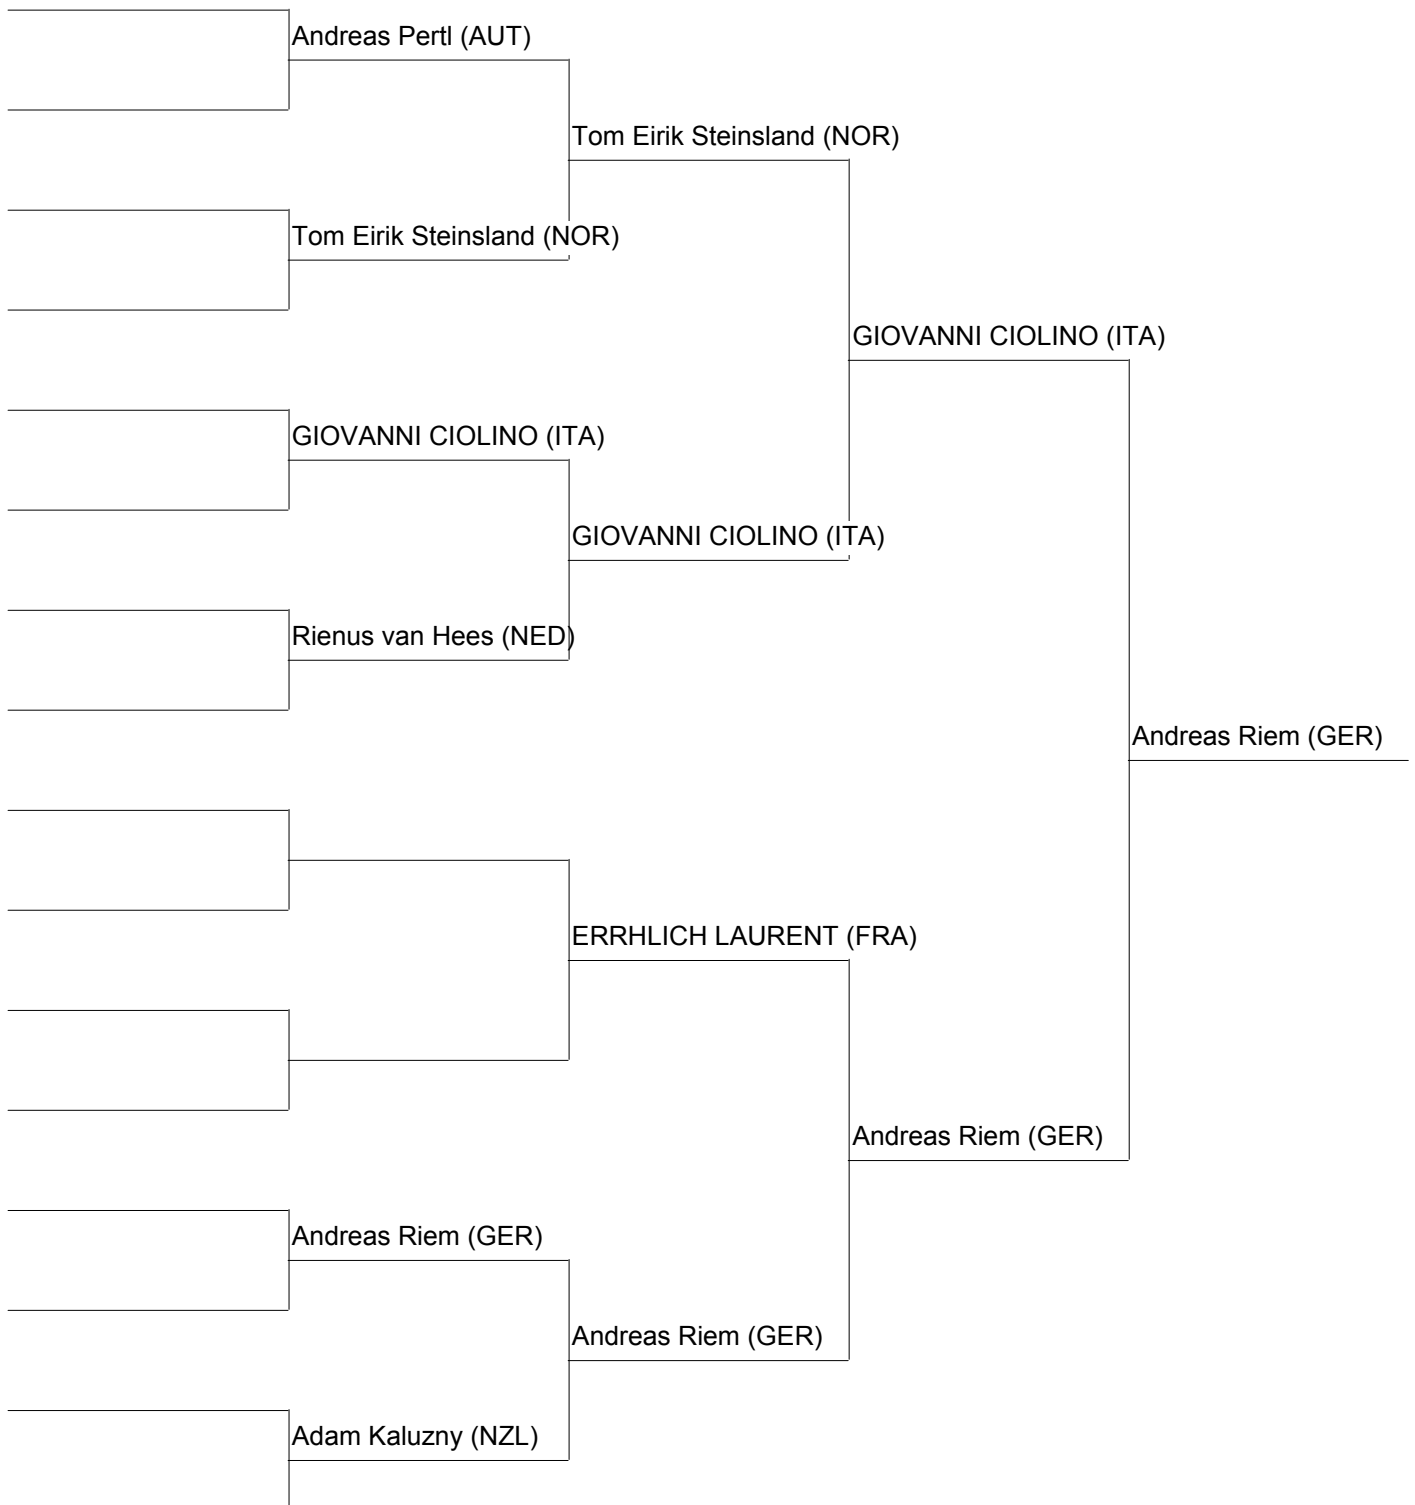 Andreas Pertl (AUT)
Tom Eirik Steinsland (NOR)
Tom Eirik Steinsland (NOR)
GIOVANNI CIOLINO (ITA)
GIOVANNI CIOLINO (ITA)
GIOVANNI CIOLINO (ITA)
Rienus van Hees (NED)
Andreas Riem (GER)
ERRHLICH LAURENT (FRA)
Andreas Riem (GER)
Andreas Riem (GER)
Andreas Riem (GER)
Adam Kaluzny (NZL)